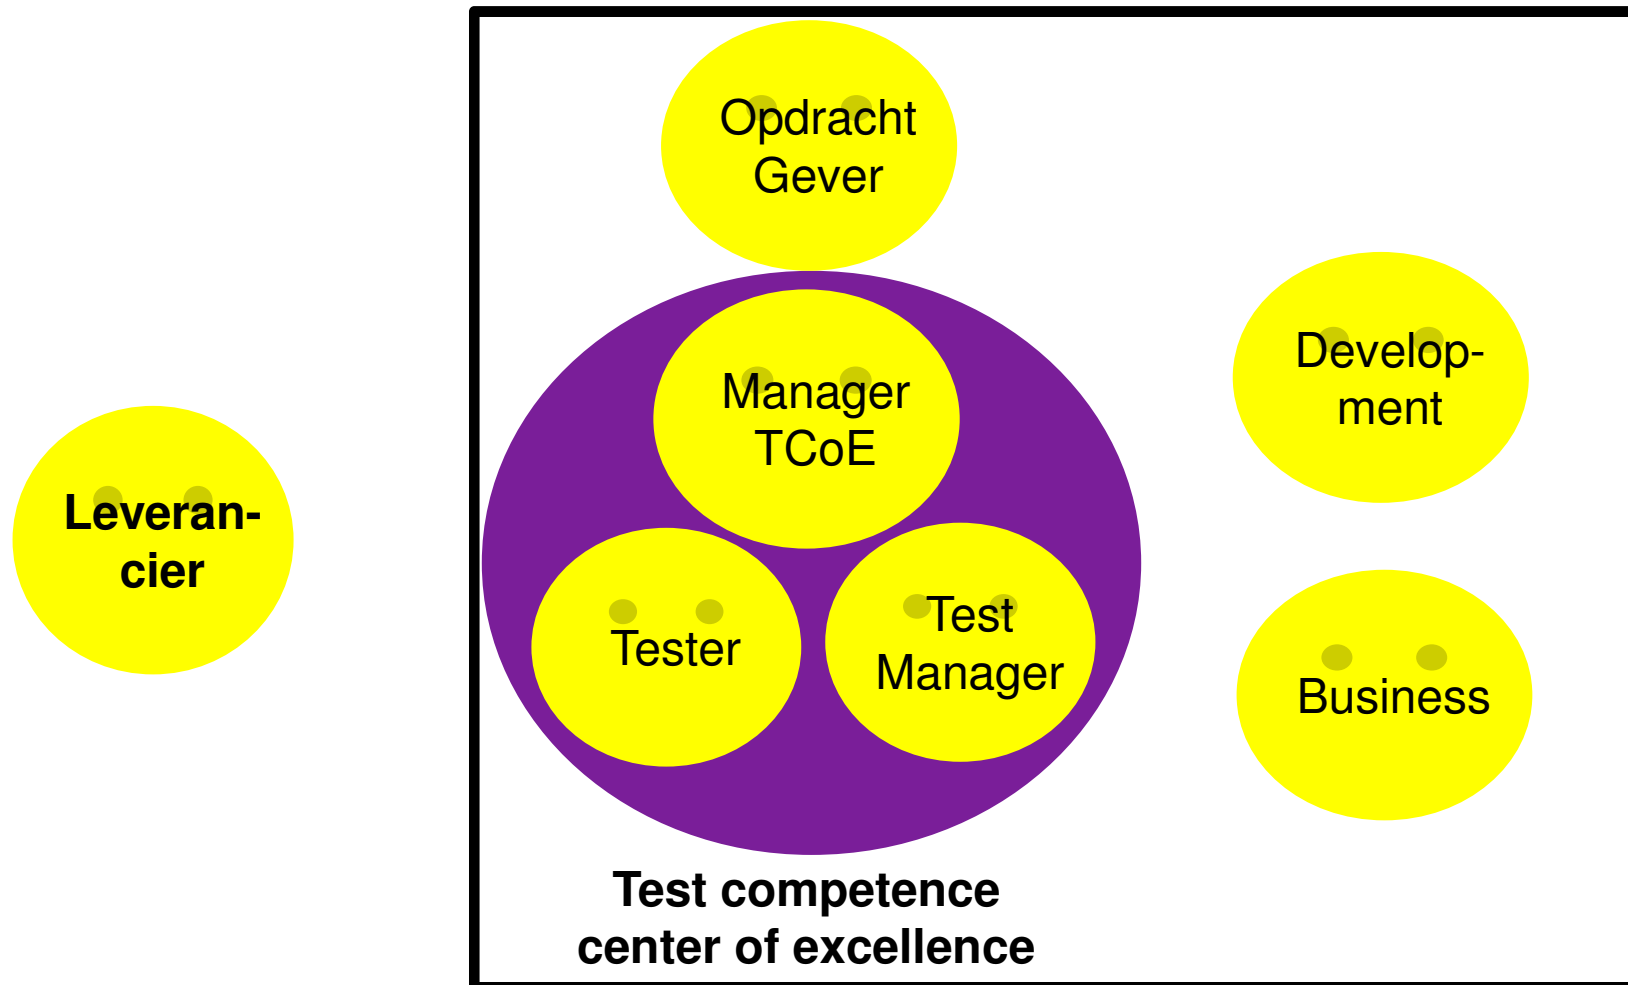 Opdracht
Gever
Manager
TCoE
Develop-
ment
Leveran-
cier
Tester
Test
Manager
Business
Test competence
center of excellence